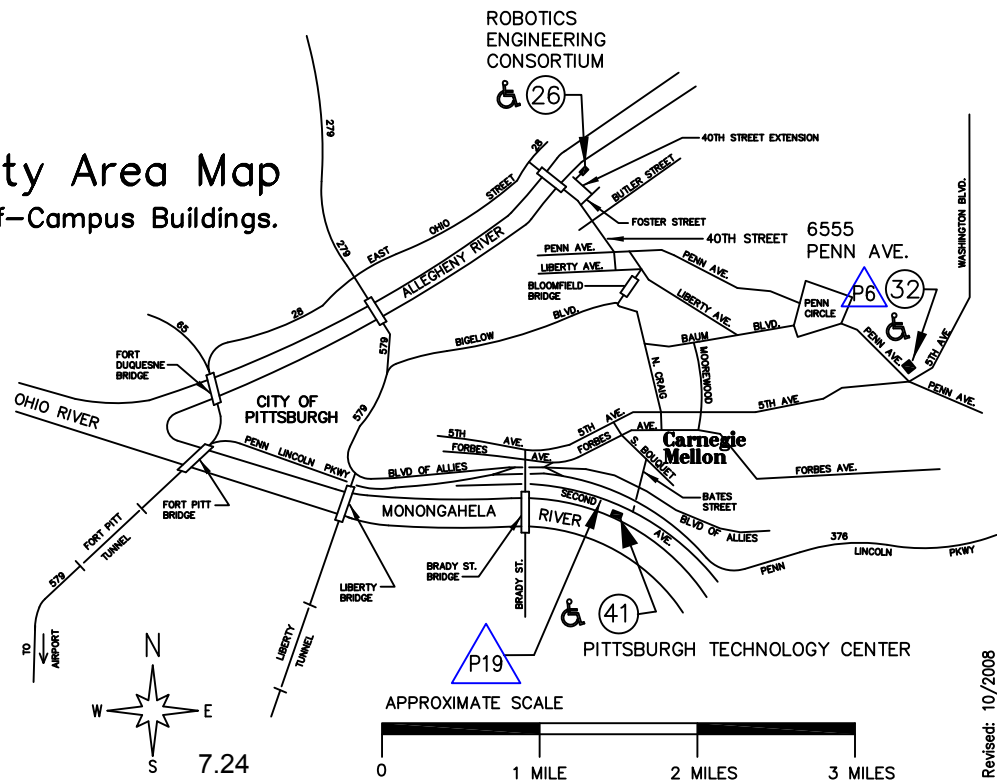 ROBOTICS
ENGINEERING
CONSORTIUM
26
ty Area Map
f-Campus Buildings.
279
28
40TH STREET EXTENSION
BUTLER STREET
STREET
OHIO
EAST
279
ALLEGHENY RIVER
FOSTER STREET
40TH STREET
6555
PENN AVE.
WASHINGTON BLVD.
PENN AVE.
PENN AVE.
LIBERTY AVE.
BLOOMFIELD
BRIDGE
LIBERTY AVE.
PENN
CIRCLE
P6
32
28
65
579
BIGELOW
BLVD.
BAUM
BLVD.
PENN AVE.
5TH AVE
FORT
DUQUESNE
BRIDGE
N. CRAIG
MOOREWOOD
PENN AVE.
OHIO RIVER
CITY OF
PITTSBURGH
579
5TH AVE
5TH AVE.
5TH
AVE.
FORBES
AVE.
FORBES
AVE.
S. BOUQUET
Carnegie
Mellon
PENN LINCOLN PKWY
BLVD OF ALLIES
FORBES AVE.
FORT PITT
BRIDGE
MONONGAHELA
RIVER
SECOND
AVE.
BATES
STREET
BLVD OF ALLIES
376
LINCOLN
PKWY
PENN
FORT PITT
TUNNEL
579
BRADY ST.
BRIDGE
BRADY ST.
LIBERTY
BRIDGE
LIBERTY
TUNNEL
41
TO
AIRPORT
P19
PITTSBURGH TECHNOLOGY CENTER
N
W
E
S
7.24
APPROXIMATE SCALE
0
1 MILE
2 MILES
3 MILES
Revised: 10/2008